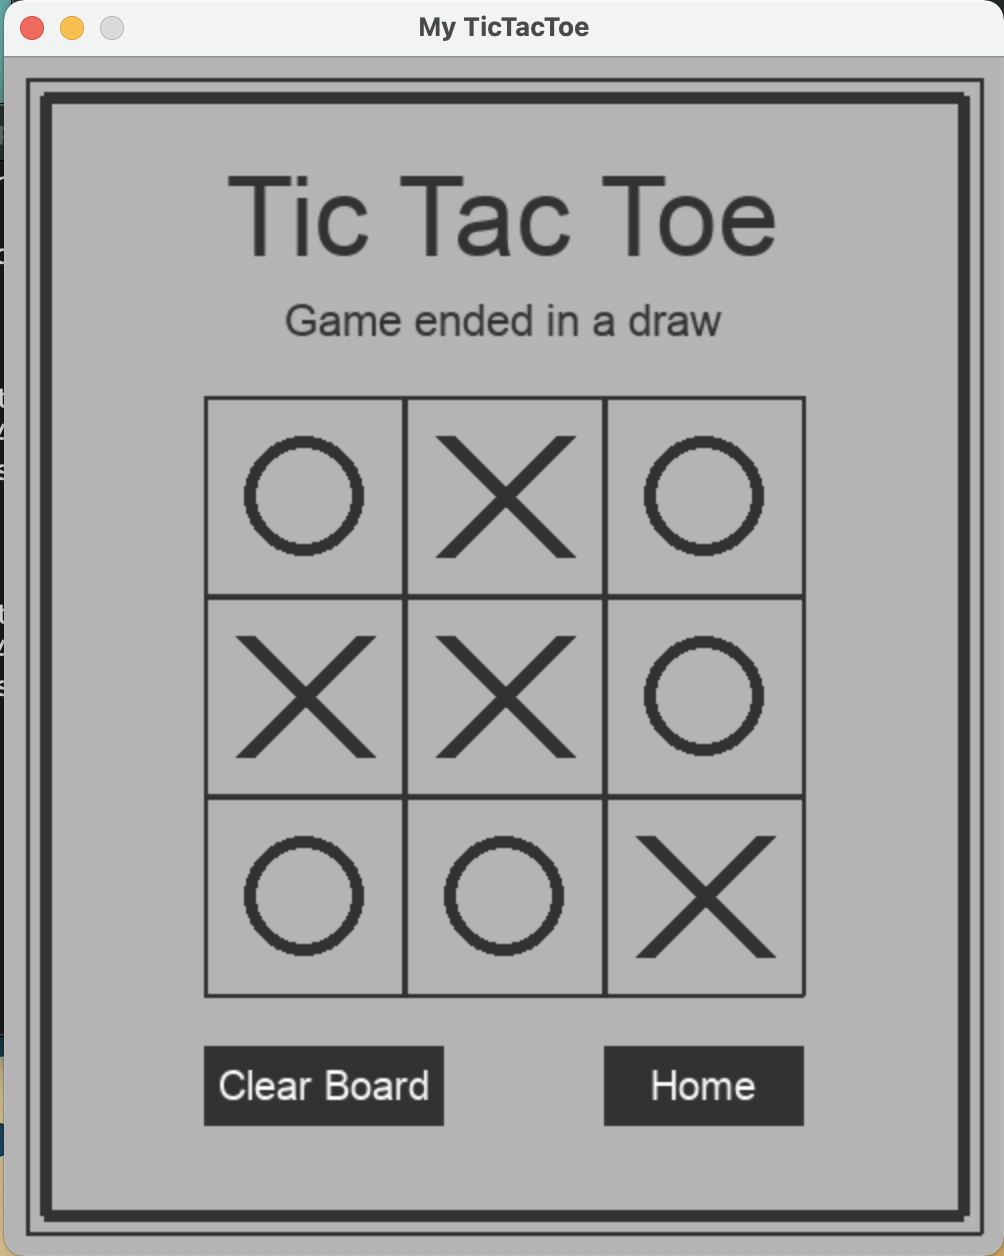 My TicTacToe
Tic Tac Toe
Game ended in a draw
O X O
X X O
O O X
Clear Board
Home